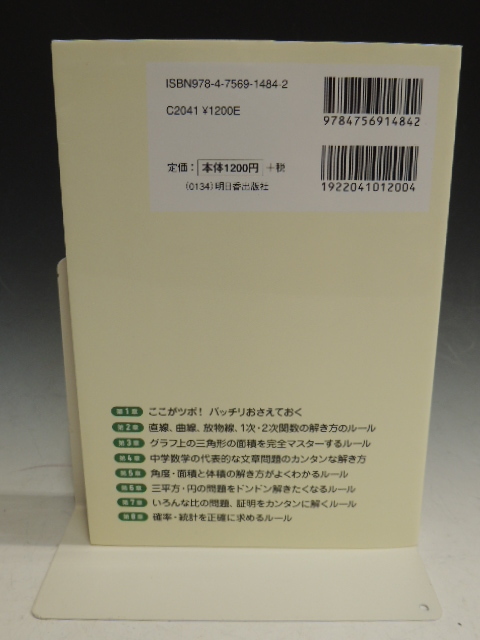 ISBN978-4-7569-1484-2
C2041 ¥1200E
9784756914842
定価： 本体1200円 +税
(0134)明日香出版社
1922041012004
第1章 ここがツボ！ バッチリおさえておく
第2章 直線、曲線、放物線、1次・2次関数の解き方のルール
第3章 グラフ上の三角形の面積を完全マスターするルール
第4章 中学数学の代表的な文章問題のカンタンな解き方
第5章 角度・面積と体積の解き方がよくわかるルール
第6章 三平方・円の問題をドンドン解きたくなるルール
第7章 いろんな比の問題、証明をカンタンに解くルール
第8章 確率・統計を正確に求めるルール